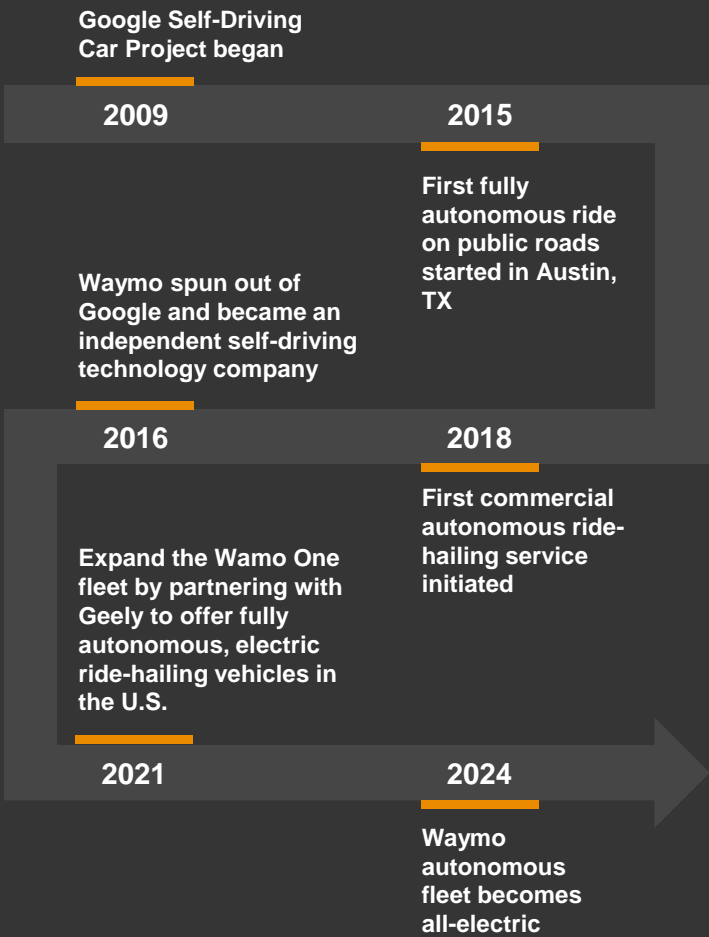 Google Self-Driving
Car Project began
2009
2015
First fully
autonomous ride
on public roads
started in Austin,
TX
Waymo spun out of
Google and became an
independent self-driving
technology company
2016
2018
First commercial
autonomous ride-
hailing service
initiated
Expand the Wamo One
fleet by partnering with
Geely to offer fully
autonomous, electric
ride-hailing vehicles in
the U.S.
2021
2024
Waymo
autonomous
fleet becomes
all-electric